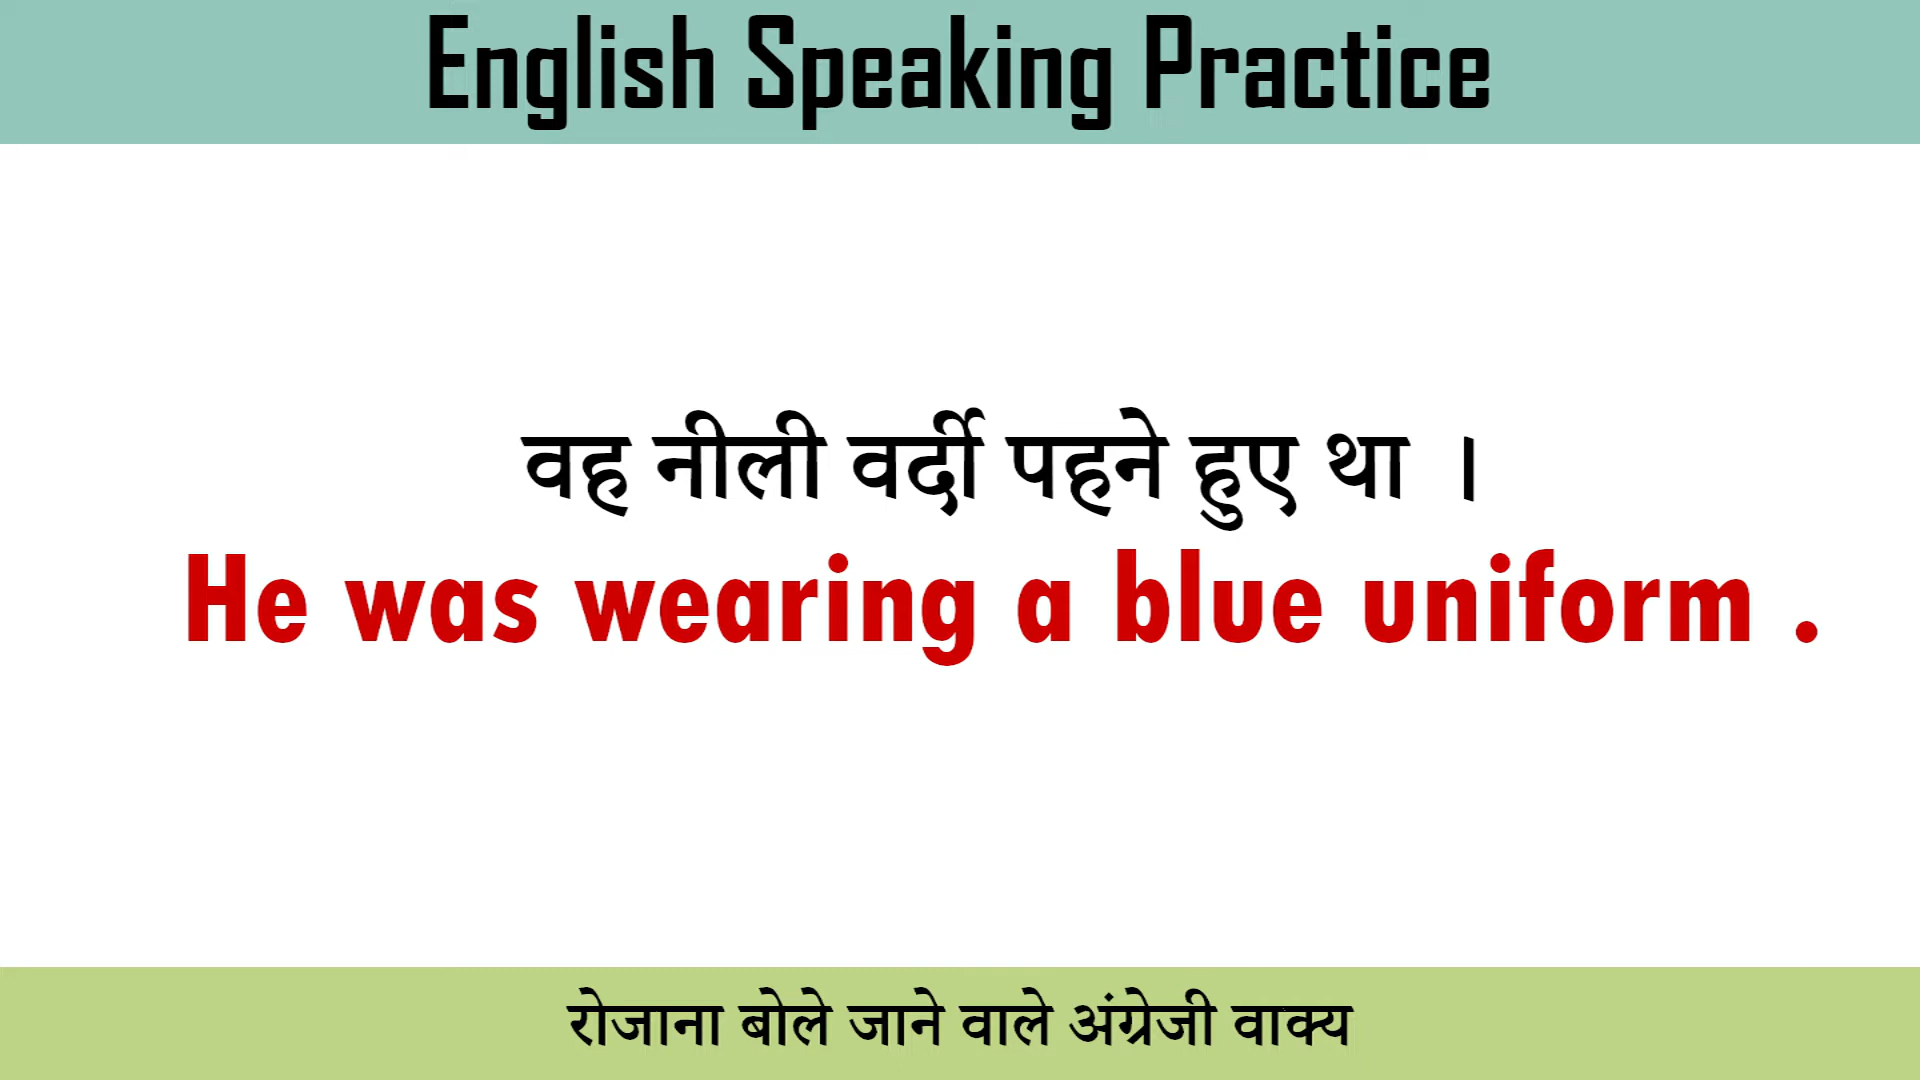 English Speaking Practice
वह नीली वर्दी पहने हुए था ।
He was wearing a blue uniform .
रोजाना बोले जाने वाले अंग्रेजी वाक्य